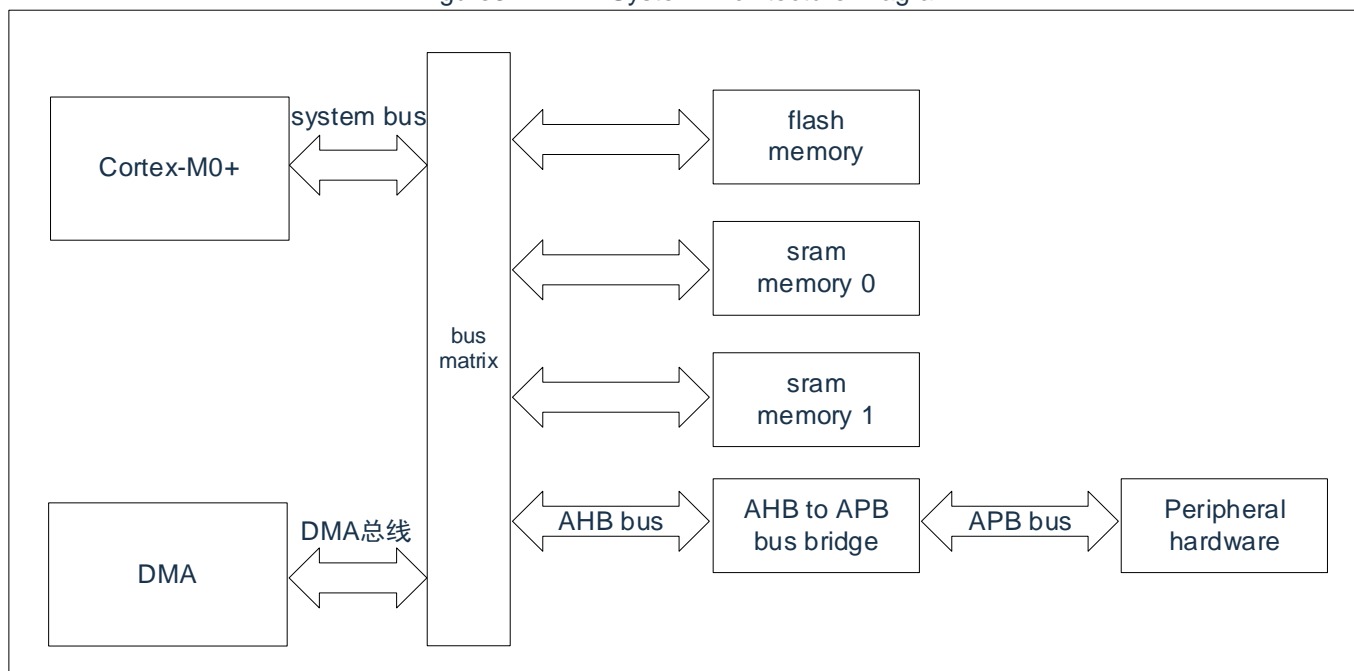 system bus
flash
memory
Cortex-M0+
sram
memory 0
bus
matrix
sram
memory 1
DMA总线
AHB bus
AHB to APB
bus bridge
APB bus
Peripheral
hardware
DMA